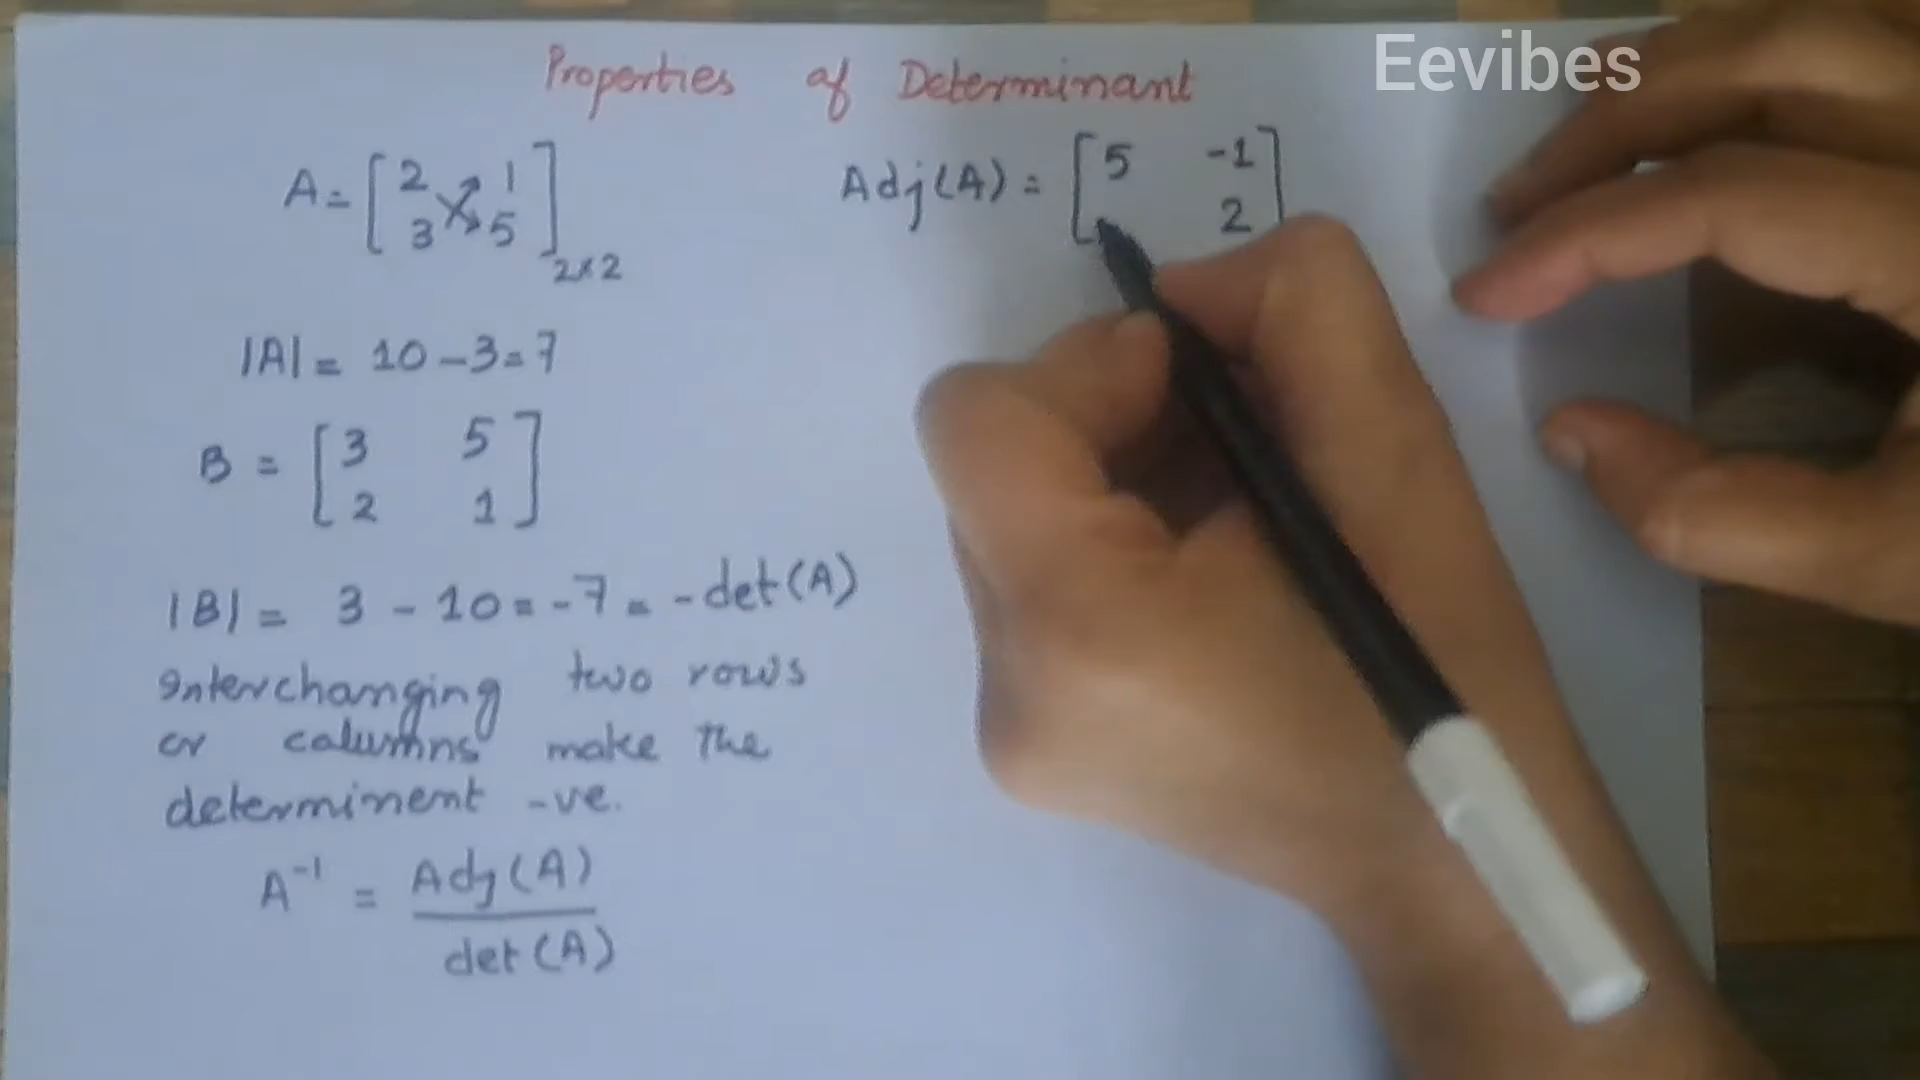 Eevibes
Properties of Determinant
A = [2 1
3 5] 2x2
|A| = 10 - 3 = 7
B = [3 5
2 1]
|B| = 3 - 10 = -7 = -det(A)
Interchanging two rows
or columns make the
determinent -ve.
A⁻¹ = Adj(A)
det(A)
Adj(A) = [5 -1
2]